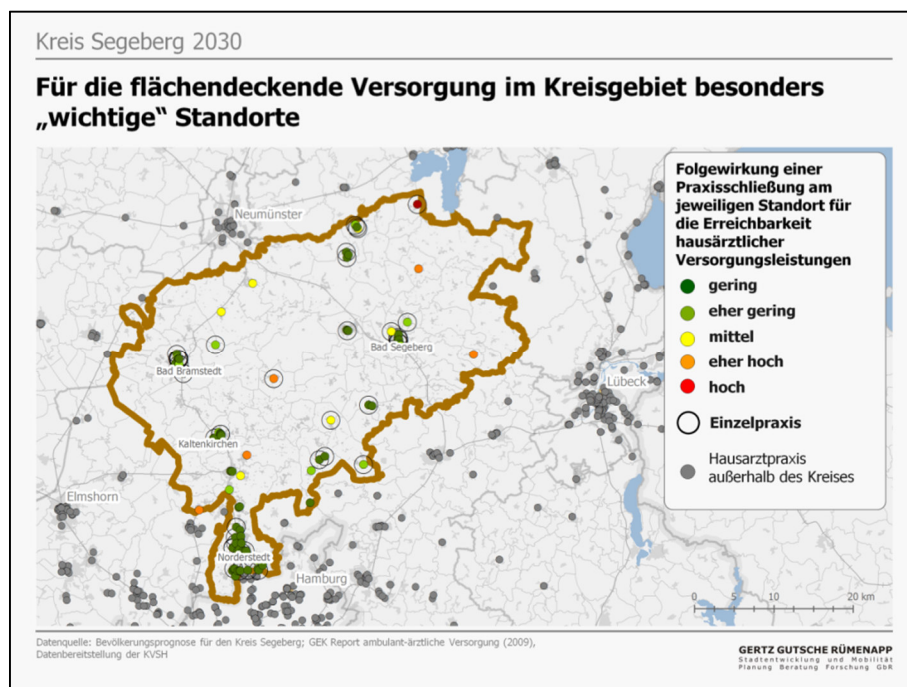 Kreis Segeberg 2030
Für die flächendeckende Versorgung im Kreisgebiet besonders
„wichtige“ Standorte
Neumünster
Bad Segeberg
Bad Bramstedt
Lübeck
Kaltenkirchen
Elmshorn
Norderstedt
Hamburg
Folgewirkung einer
Praxisschließung am
jeweiligen Standort für
die Erreichbarkeit
hausärztlicher
Versorgungsleistungen
gering
eher gering
mittel
eher hoch
hoch
Einzelpraxis
Hausarztpraxis
außerhalb des Kreises
0 5 10 20 km
Datenquelle: Bevölkerungsprognose für den Kreis Segeberg; GEK Report ambulant-ärztliche Versorgung (2009),
Datenbereitstellung der KVSH
GERTZ GUTSCHE RÜMENAPP
Stadtentwicklung und Mobilität
Planung Beratung Forschung GbR